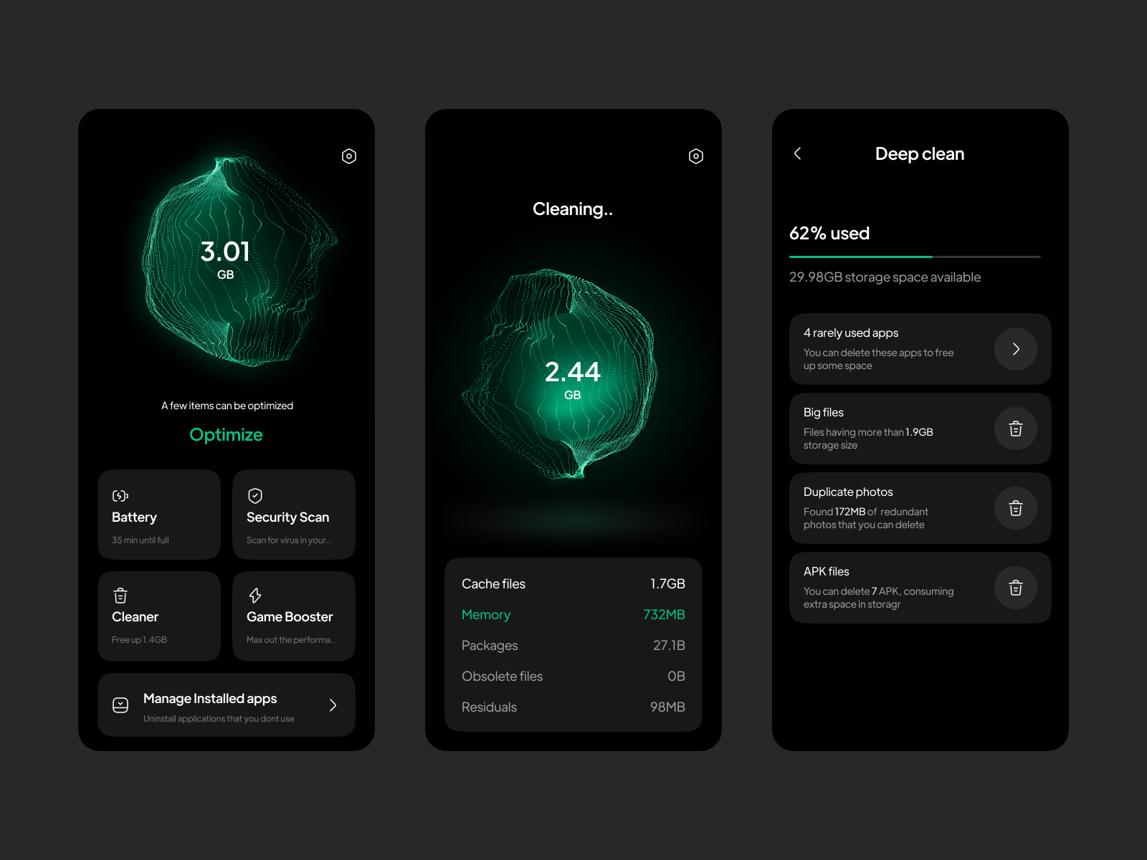 3.01
GB
A few items can be optimized
Optimize
Battery
35 min until full
Security Scan
Scan for virus in your..
Cleaner
Free up 1.4GB
Game Booster
Max out the performa..
Manage Installed apps
Uninstall applications that you dont use
Cleaning..
2.44
GB
Cache files 1.7GB
Memory 732MB
Packages 27.1B
Obsolete files 0B
Residuals 98MB
Deep clean
62% used
29.98GB storage space available
4 rarely used apps
You can delete these apps to free
up some space
Big files
Files having more than 1.9GB
storage size
Duplicate photos
Found 172MB of redundant
photos that you can delete
APK files
You can delete 7 APK, consuming
extra space in storagr